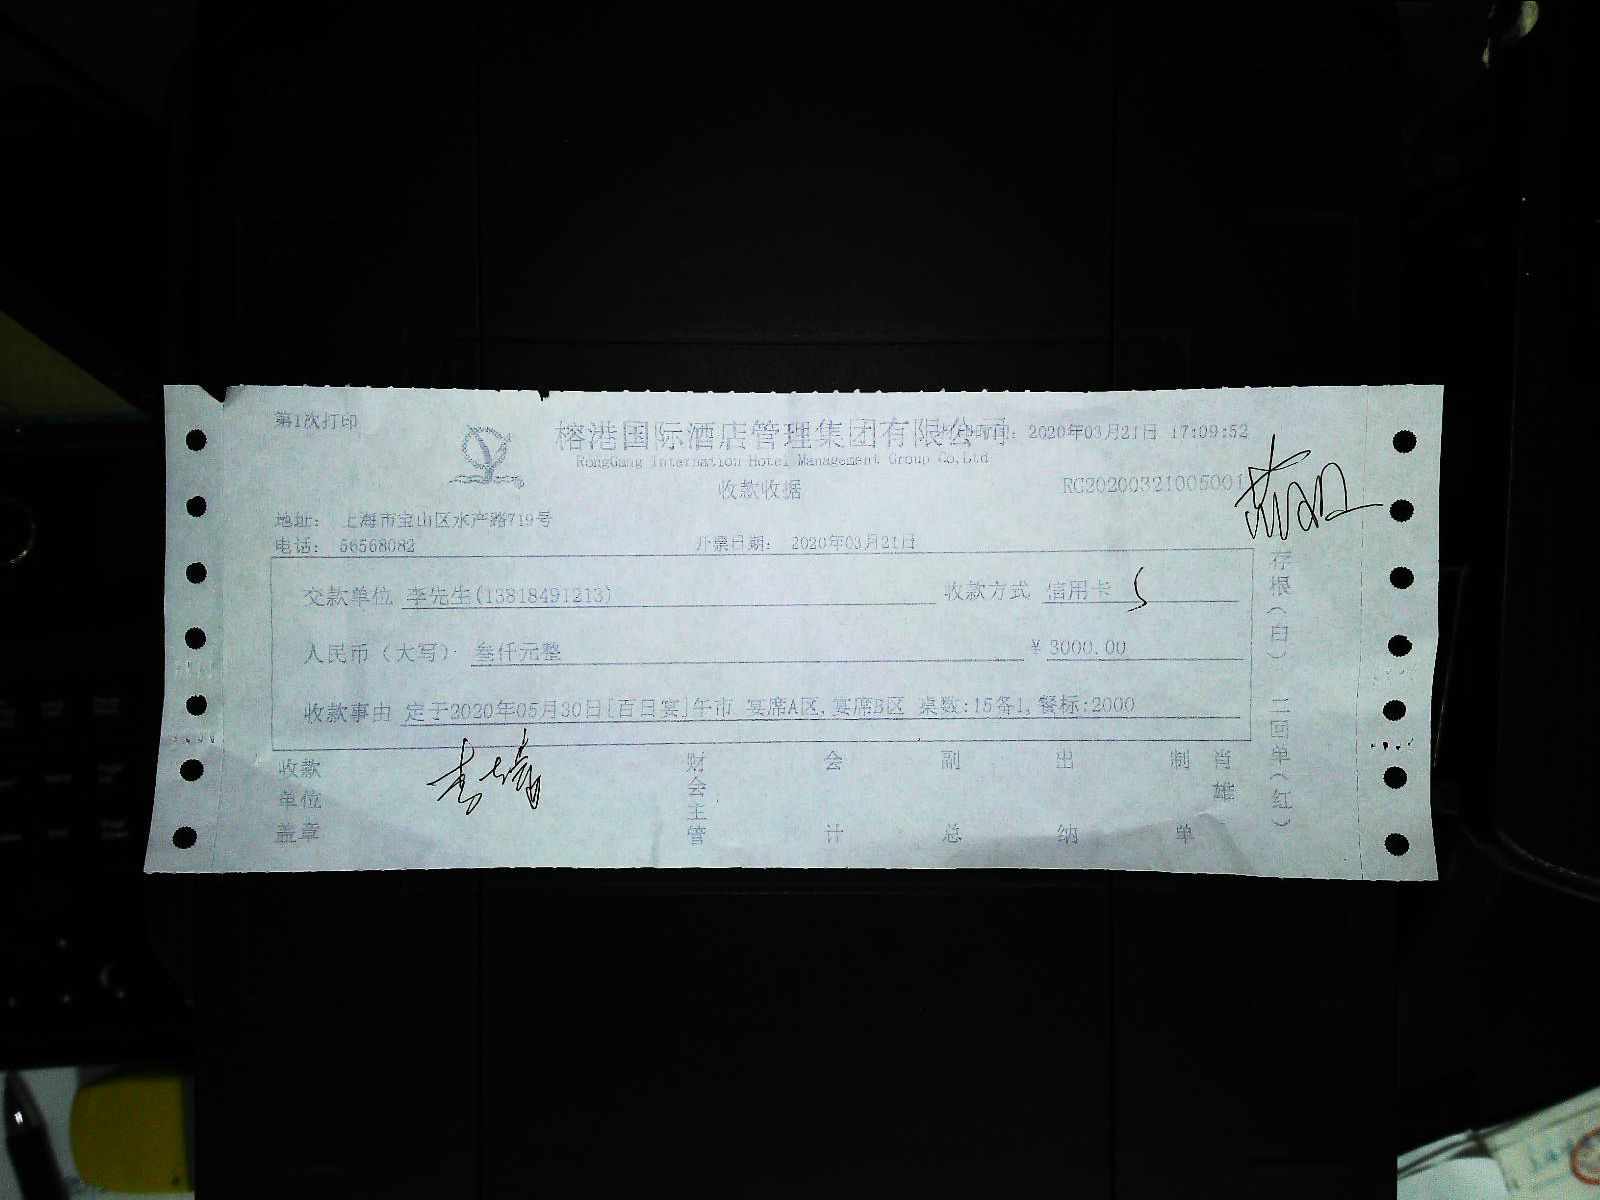 第1次打印
榕港国际酒店管理集团有限公司
2020年03月21日 17:09:52
RongGang Internation Hotel Management Group Co,Ltd
收款收据
RG20200321005001
地址： 上海市宝山区水产路719号
电话： 56568082 开票日期： 2020年03月21日
交款单位 李先生(13818491213) 收款方式 信用卡
人民币（大写） 叁仟元整 ￥3000.00
收款事由 定于2020年05月30日[百日宴]午市 宴席A区,宴席B区 桌数:15备1,餐标:2000
收款单位盖章
财会主管
会计
副总
出纳
制单
肖雄
存根（白） 二回单（红）